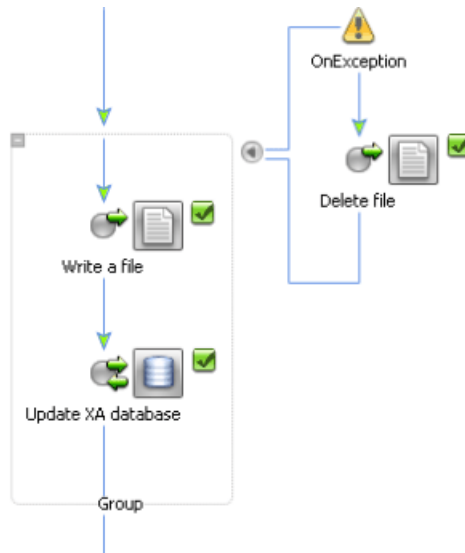 OnException
Delete file
Write a file
Update XA database
Group